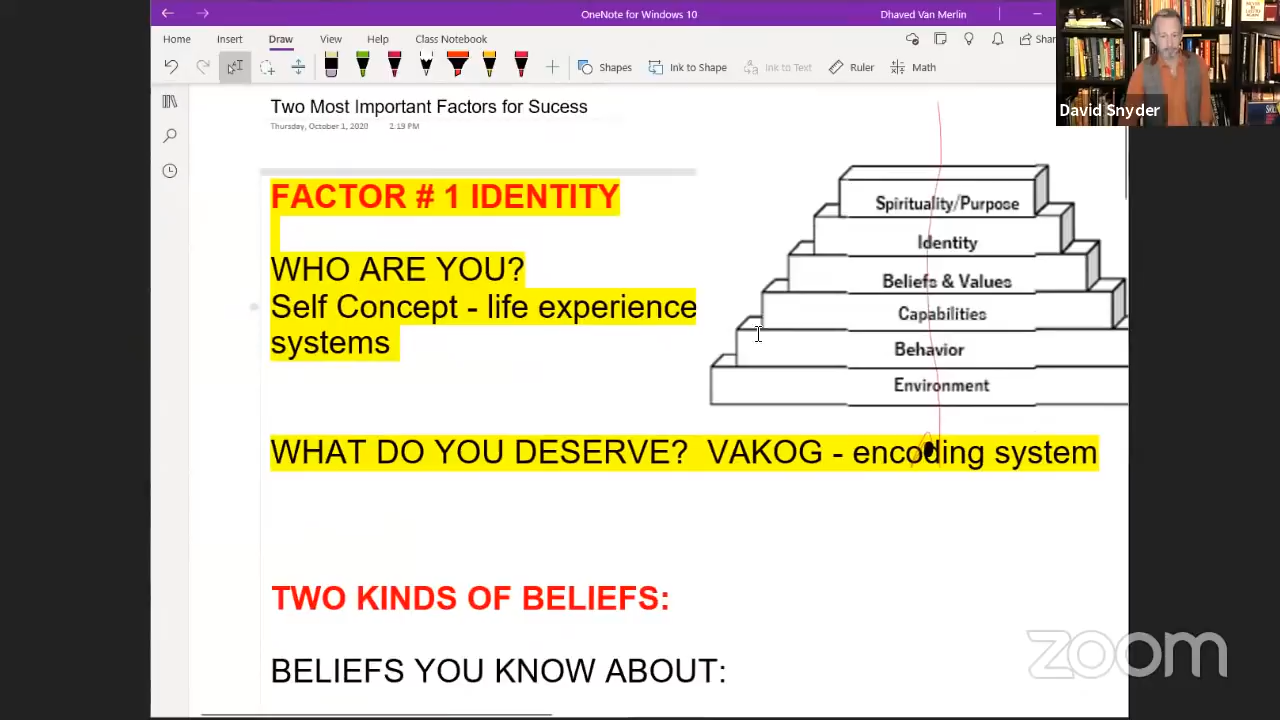 OneNote for Windows 10
Dhaved Van Merlin
Home Insert Draw View Help Class Notebook
Shar
Shapes Ink to Shape Ink to Text Ruler Math
David Snyder
Two Most Important Factors for Sucess
Thursday, October 1, 2020 2:19 PM
FACTOR # 1 IDENTITY
WHO ARE YOU?
Self Concept - life experience
systems
Spirituality/Purpose
Identity
Beliefs & Values
Capabilities
Behavior
Environment
WHAT DO YOU DESERVE? VAKOG - encoding system
TWO KINDS OF BELIEFS:
BELIEFS YOU KNOW ABOUT:
zoom